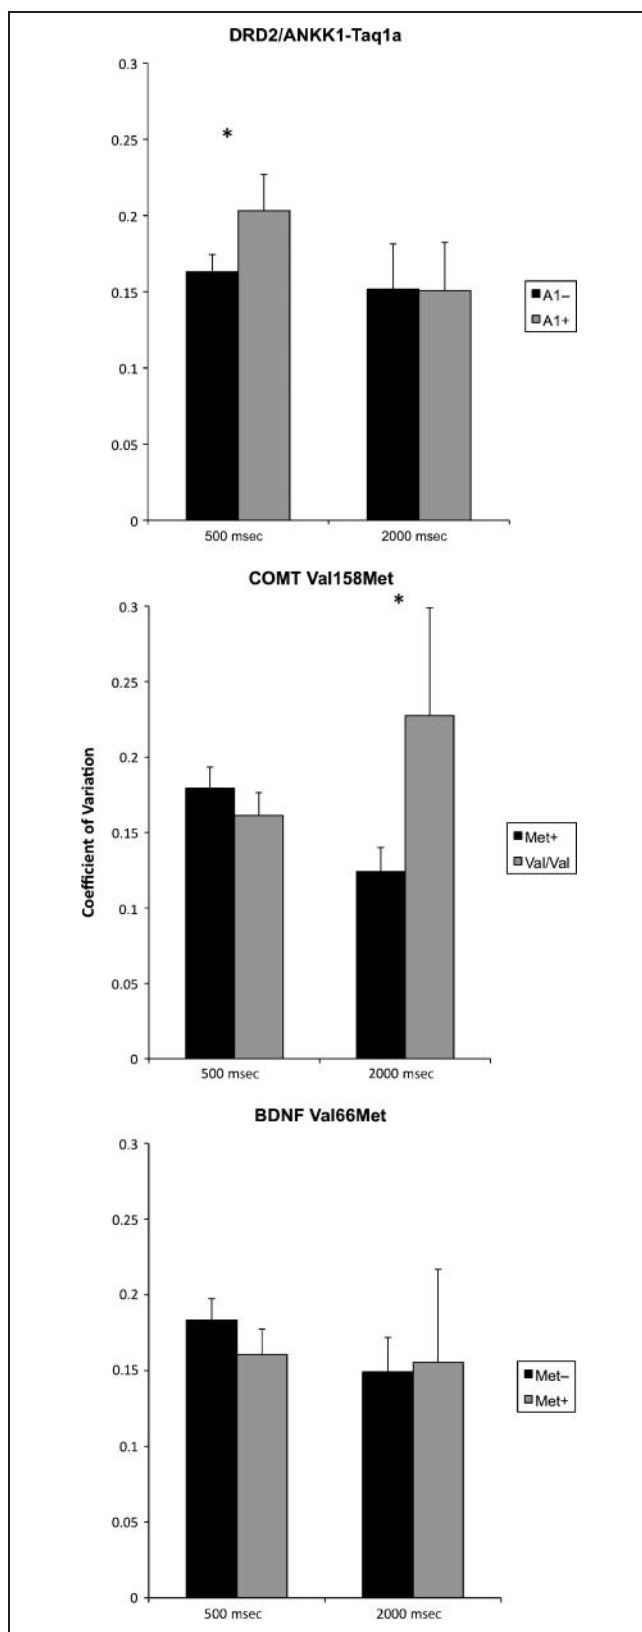 DRD2/ANKK1-Taq1a
0.3
0.25
*
0.2
0.15
A1–
A1+
0.1
0.05
0
500 msec 2000 msec
COMT Val158Met
0.3
*
0.25
0.2
Coefficient of Variation
0.15
Met+
Val/Val
0.1
0.05
0
500 msec 2000 msec
BDNF Val66Met
0.3
0.25
0.2
0.15
Met–
Met+
0.1
0.05
0
500 msec 2000 msec